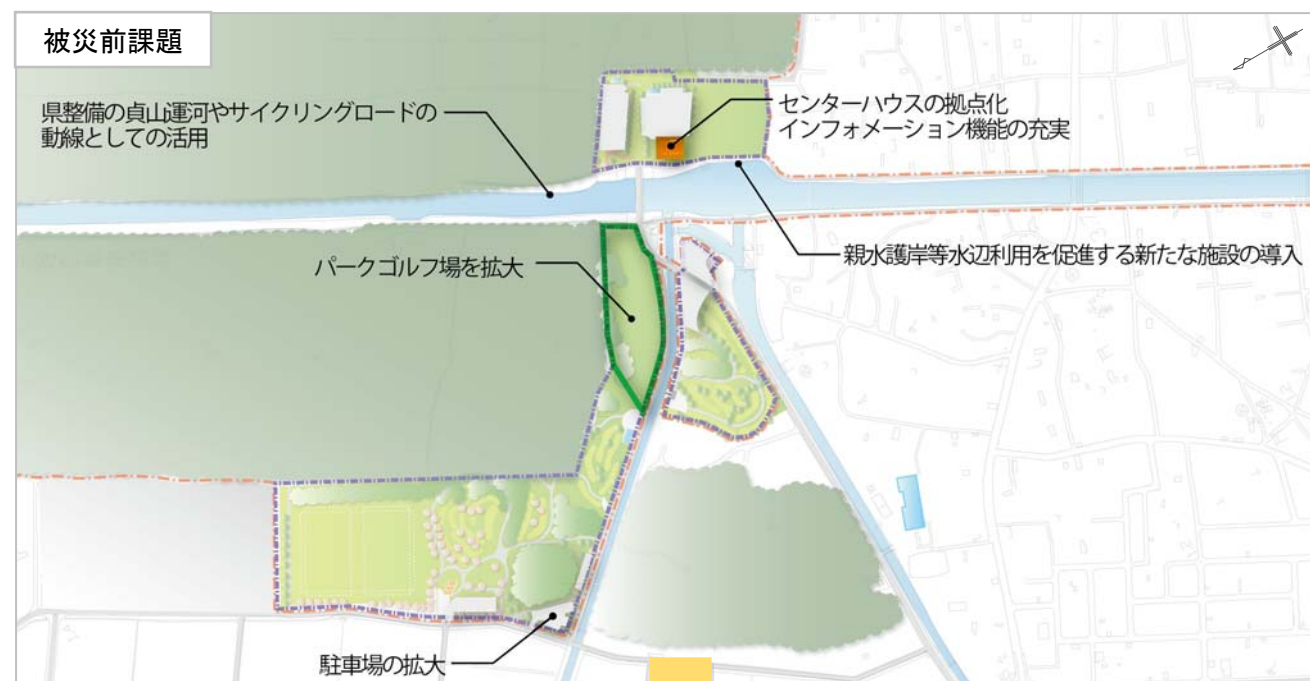 被災前課題
県整備の貞山運河やサイクリングロードの
動線としての活用
センターハウスの拠点化
インフォメーション機能の充実
パークゴルフ場を拡大
親水護岸等水辺利用を促進する新たな施設の導入
駐車場の拡大